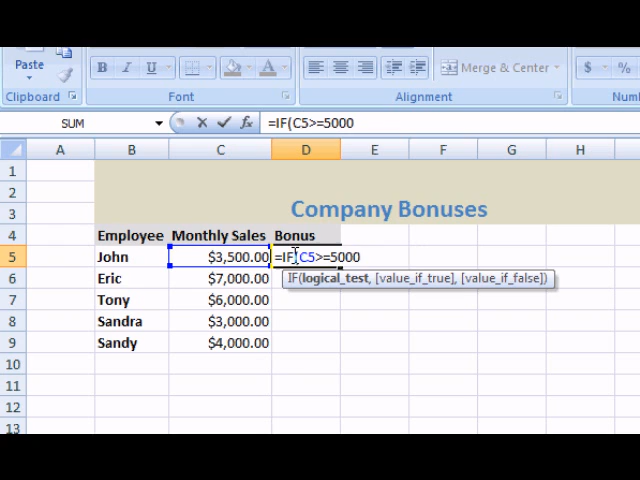 Paste
B I U A Merge & Center $ %
Clipboard Font Alignment
SUM fx =IF(C5>=5000
A B C D E F G H
1
2
3 Company Bonuses
4 Employee Monthly Sales Bonus
5 John $3,500.00 =IF(C5>=5000
6 Eric $7,000.00 IF(logical_test, [value_if_true], [value_if_false])
7 Tony $6,000.00
8 Sandra $3,000.00
9 Sandy $4,000.00
10
11
12
13